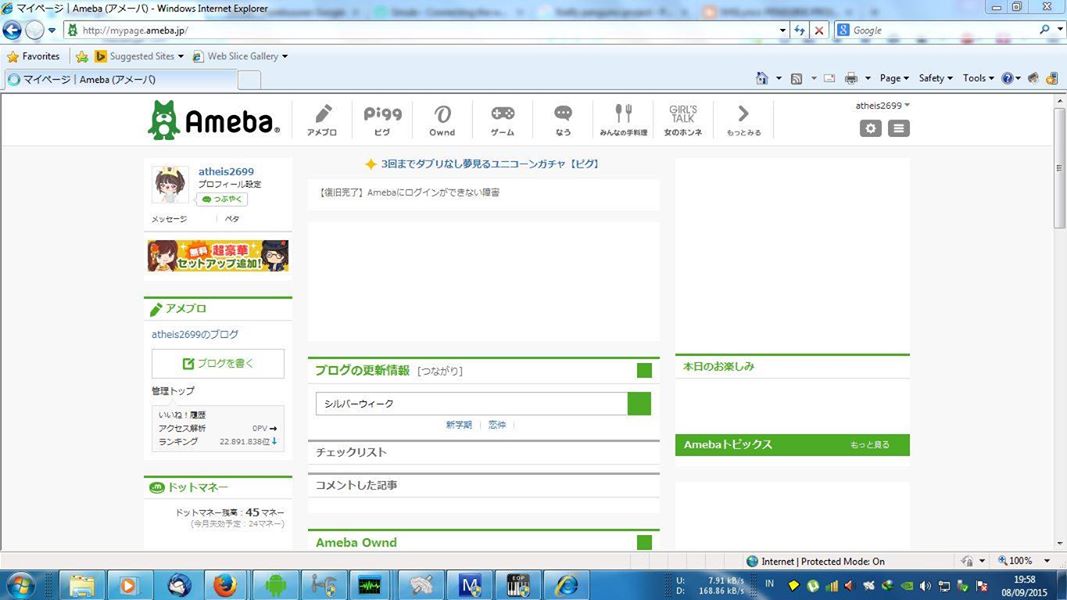 マイページ | Ameba (アメーバ) - Windows Internet Explorer
http://mypage.ameba.jp/
Google
Favorites
Suggested Sites
Web Slice Gallery
マイページ | Ameba (アメーバ)
Page
Safety
Tools
Ameba
アメブロ
Pigg
ピグ
Ownd
ゲーム
なう
みんなの手料理
GIRL'S TALK
女のホンネ
もっとみる
atheis2699
atheis2699
プロフィール設定
つぶやく
メッセージ
ペタ
無料 超豪華
セットアップ追加!
アメブロ
atheis2699のブログ
ブログを書く
管理トップ
いいね!履歴
アクセス解析 0PV→
ランキング 22,891,838位↓
ドットマネー
ドットマネー残高:45マネー
(今月失効予定:24マネー)
3回までダブりなし夢見るユニコーンガチャ【ピグ】
【復旧完了】Amebaにログインができない障害
ブログの更新情報 [つながり]
シルバーウィーク
新学期 | 恋仲 |
チェックリスト
コメントした記事
Ameba Ownd
本日のお楽しみ
Amebaトピックス もっと見る
Internet | Protected Mode: On
100%
U: 7.91 kB/s
D: 168.86 kB/s
IN
EOP
19:58
08/09/2015